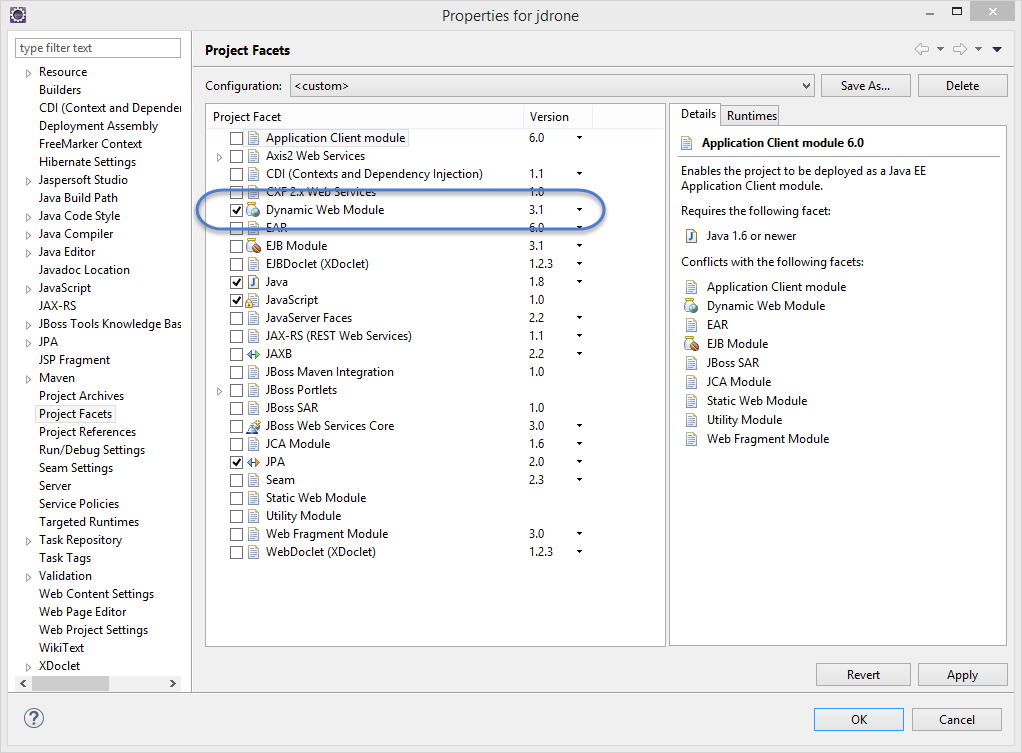 Properties for jdrone
type filter text
Resource
Builders
CDI (Context and Depender
Deployment Assembly
FreeMarker Context
Hibernate Settings
Jaspersoft Studio
Java Build Path
Java Code Style
Java Compiler
Java Editor
Javadoc Location
JavaScript
JAX-RS
JBoss Tools Knowledge Bas
JPA
JSP Fragment
Maven
Project Archives
Project Facets
Project References
Run/Debug Settings
Seam Settings
Server
Service Policies
Targeted Runtimes
Task Repository
Task Tags
Validation
Web Content Settings
Web Page Editor
Web Project Settings
WikiText
XDoclet
Project Facets
Configuration: <custom> Save As... Delete
Project Facet Version
Application Client module 6.0
Axis2 Web Services
CDI (Contexts and Dependency Injection) 1.1
CXF 2.x Web Services 1.0
Dynamic Web Module 3.1
EAR 6.0
EJB Module 3.1
EJBDoclet (XDoclet) 1.2.3
Java 1.8
JavaScript 1.0
JavaServer Faces 2.2
JAX-RS (REST Web Services) 1.1
JAXB 2.2
JBoss Maven Integration 1.0
JBoss Portlets
JBoss SAR 1.0
JBoss Web Services Core 3.0
JCA Module 1.6
JPA 2.0
Seam 2.3
Static Web Module
Utility Module
Web Fragment Module 3.0
WebDoclet (XDoclet) 1.2.3
Details Runtimes
Application Client module 6.0
Enables the project to be deployed as a Java EE
Application Client module.
Requires the following facet:
Java 1.6 or newer
Conflicts with the following facets:
Application Client module
Dynamic Web Module
EAR
EJB Module
JBoss SAR
JCA Module
Static Web Module
Utility Module
Web Fragment Module
Revert Apply
? OK Cancel